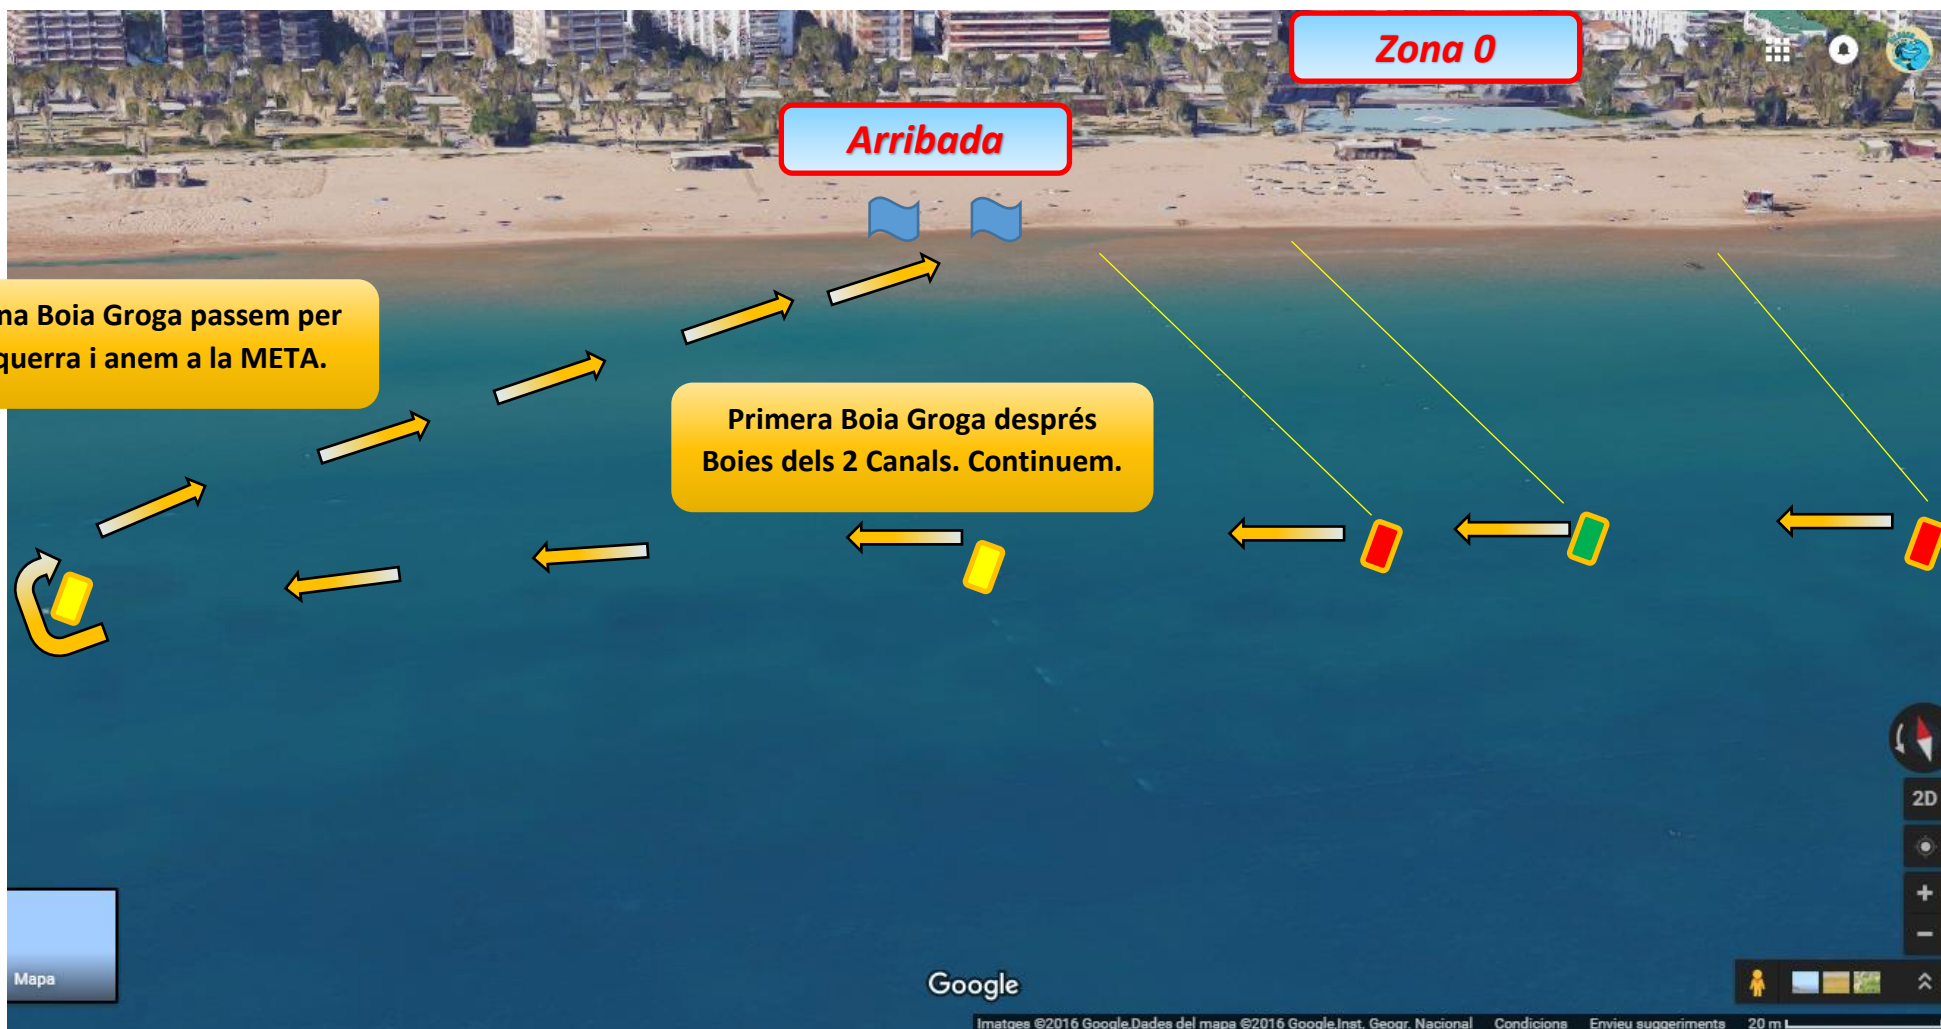 Zona 0
Arribada
na Boia Groga passem per
querra i anem a la META.
Primera Boia Groga després
Boies dels 2 Canals. Continuem.
2D
Mapa
Google
Imatges ©2016 Google,Dades del mapa ©2016 Google,Inst. Geogr. Nacional Condicions Envieu suggeriments 20 m